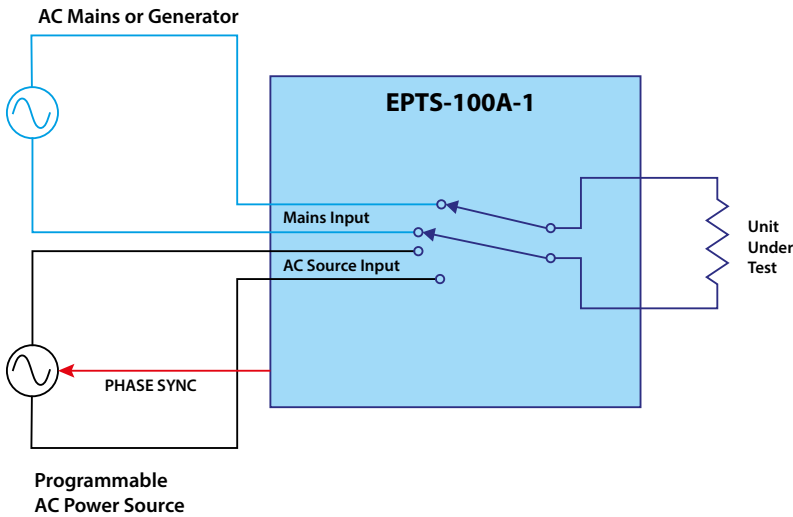 AC Mains or Generator
EPTS-100A-1
Mains Input
AC Source Input
Unit
Under
Test
PHASE SYNC
Programmable
AC Power Source